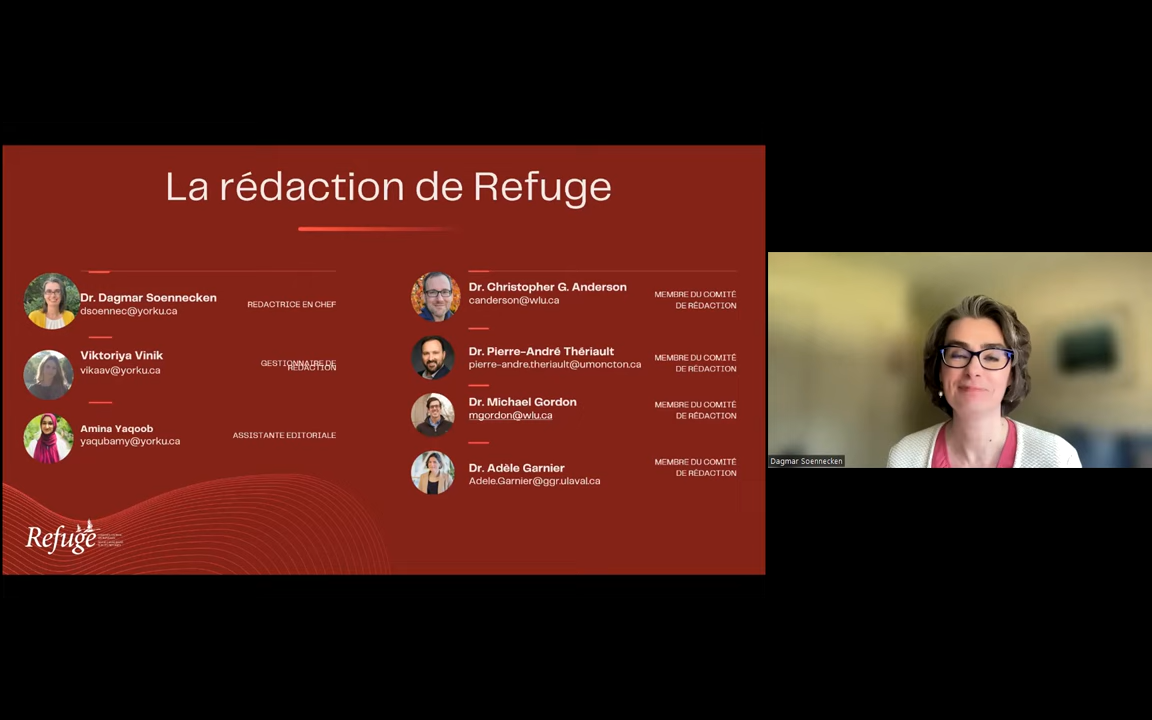 La rédaction de Refuge
Dr. Dagmar Soennecken
dsoennec@yorku.ca
REDACTRICE EN CHEF
Viktoriya Vinik
vikaav@yorku.ca
GESTIONNAIRE DE
RÉDACTION
Amina Yaqoob
yaqubamy@yorku.ca
ASSISTANTE EDITORIALE
Dr. Christopher G. Anderson
canderson@wlu.ca
MEMBRE DU COMITÉ
DE RÉDACTION
Dr. Pierre-André Thériault
pierre-andre.theriault@umoncton.ca
MEMBRE DU COMITÉ
DE RÉDACTION
Dr. Michael Gordon
mgordon@wlu.ca
MEMBRE DU COMITÉ
DE RÉDACTION
Dr. Adèle Garnier
Adele.Garnier@ggr.ulaval.ca
MEMBRE DU COMITÉ
DE RÉDACTION
Refuge
Dagmar Soennecken